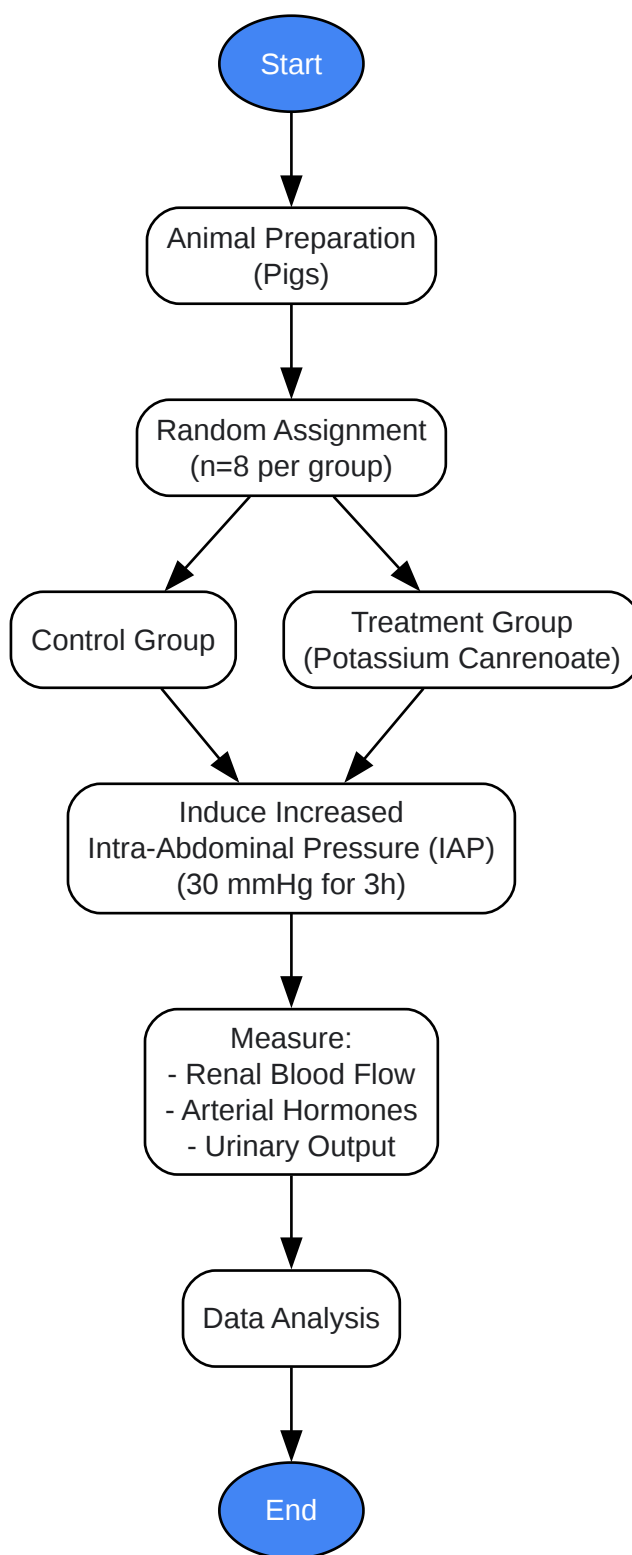 Start
Animal Preparation
(Pigs)
Random Assignment
(n=8 per group)
Control Group
Treatment Group
(Potassium Canrenoate)
Induce Increased
Intra-Abdominal Pressure (IAP)
(30 mmHg for 3h)
Measure:
- Renal Blood Flow
- Arterial Hormones
- Urinary Output
Data Analysis
End